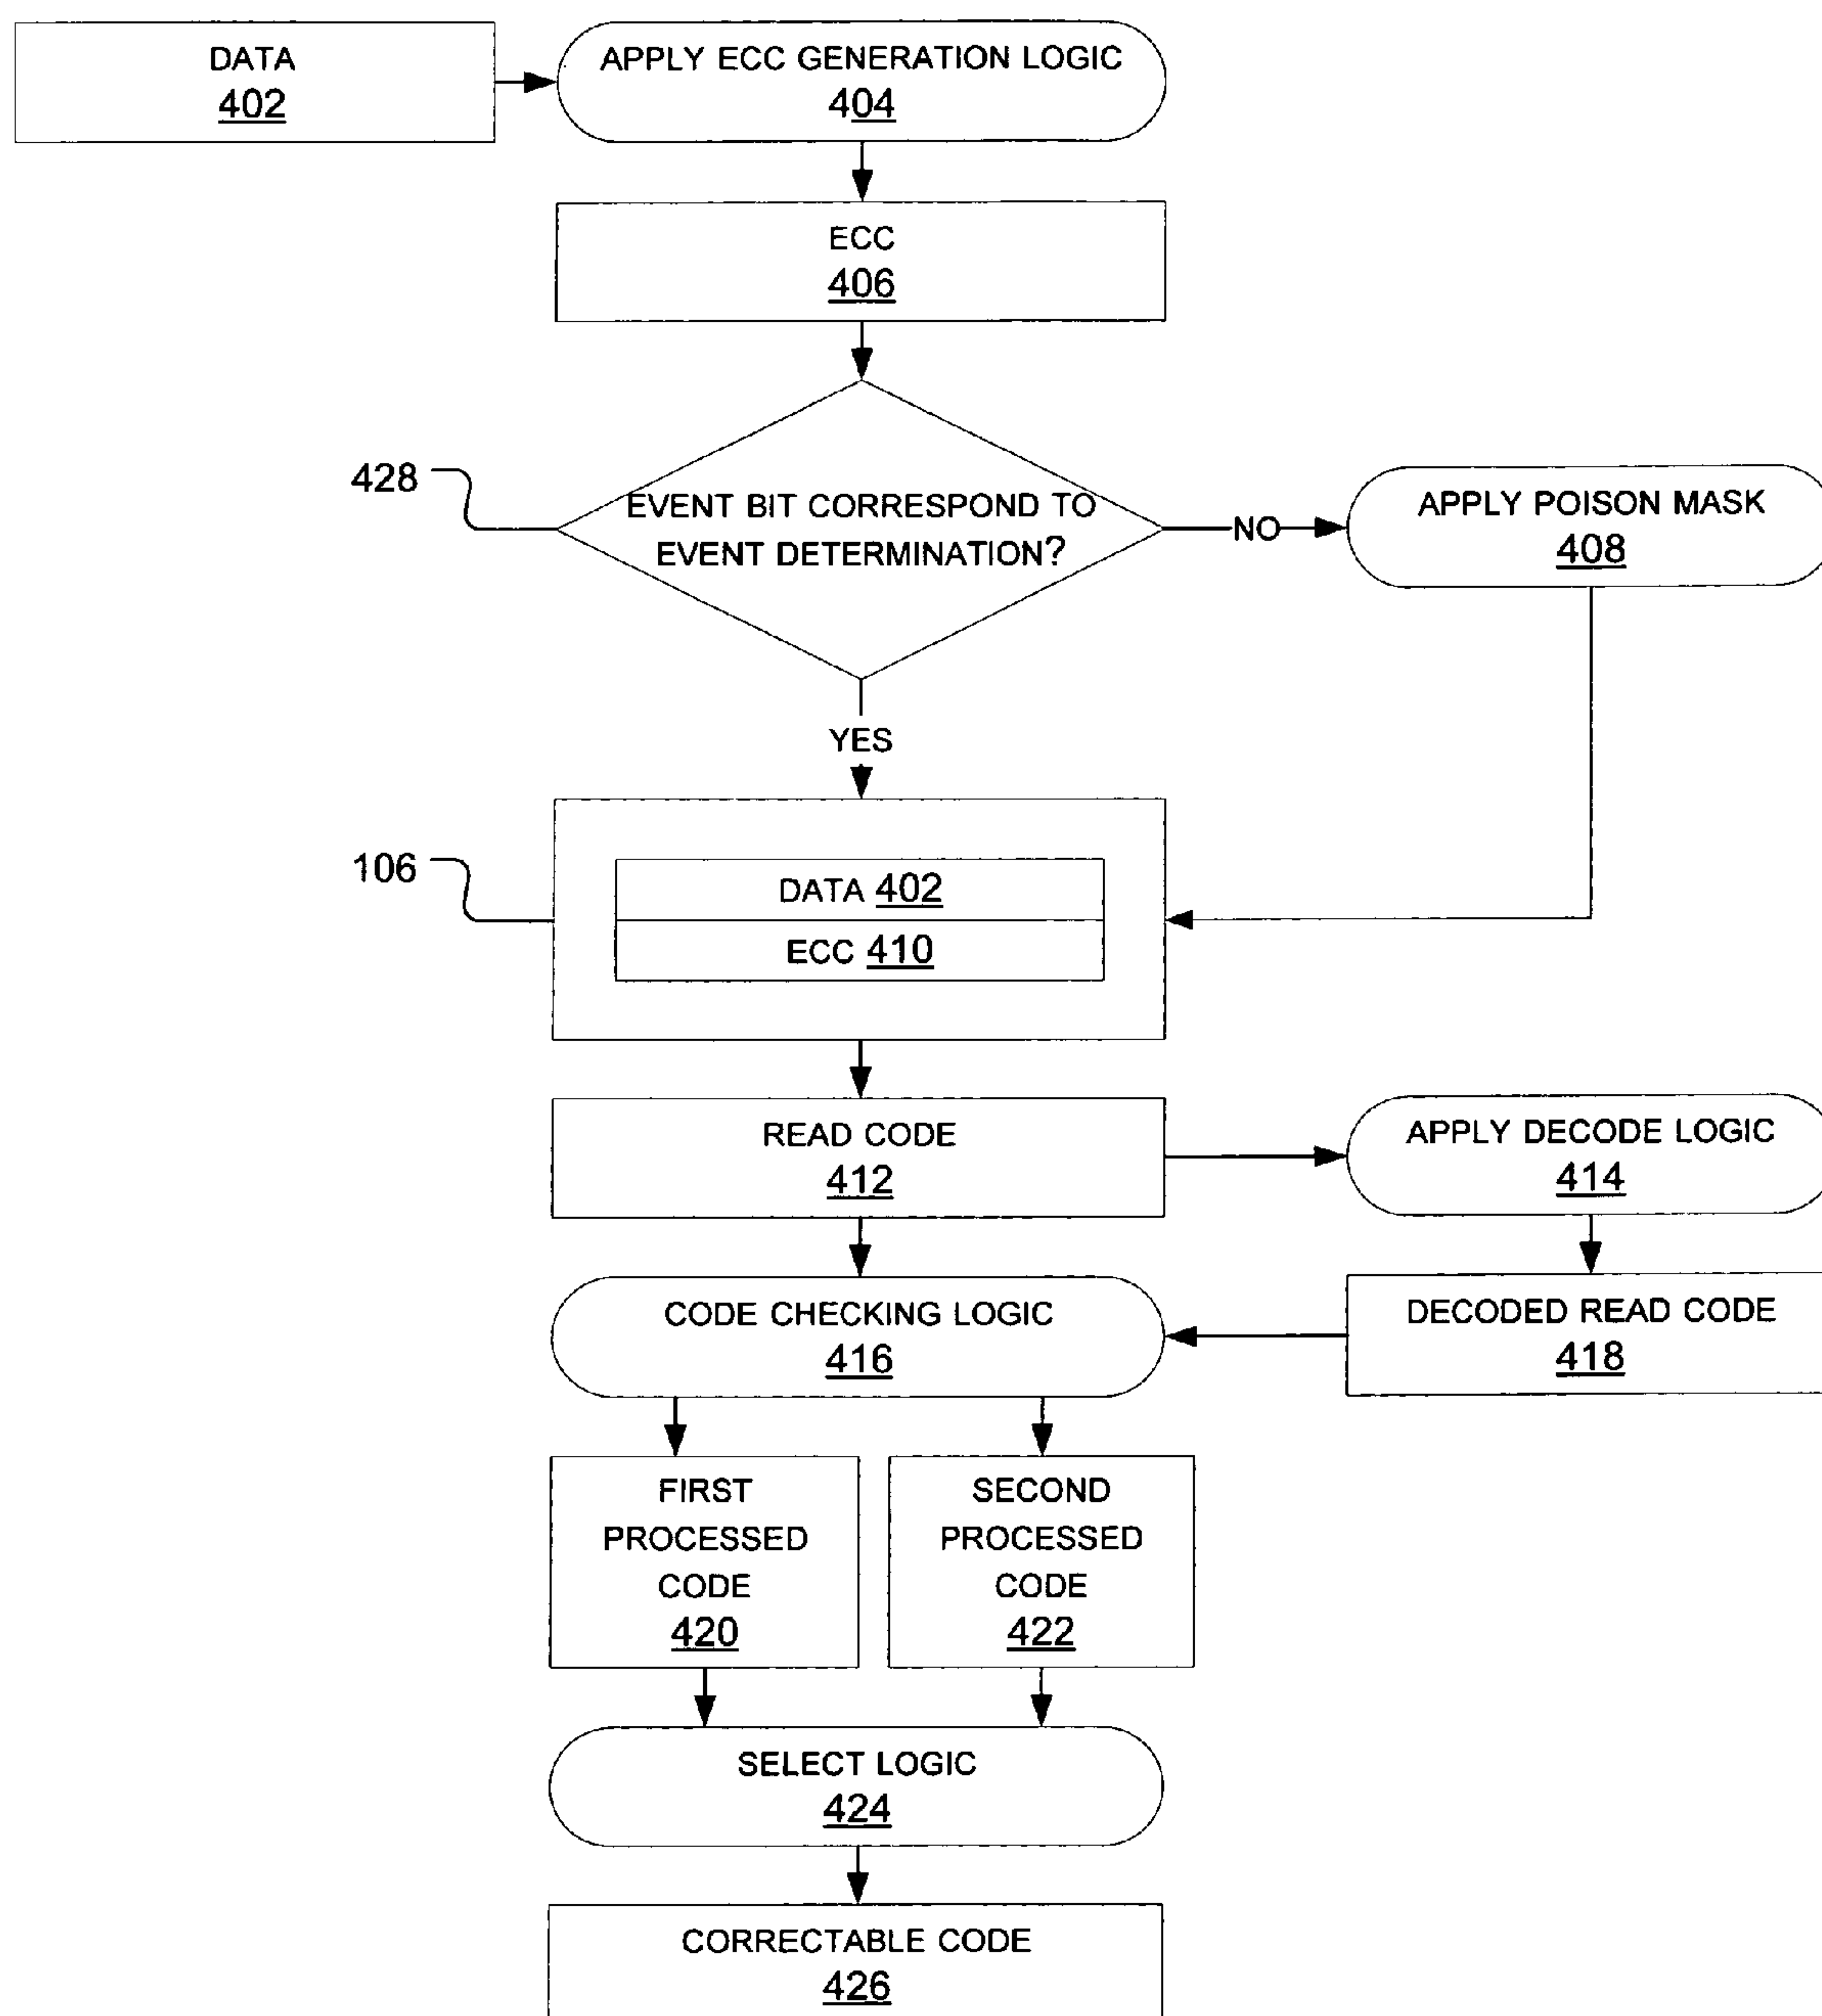 DATA
402
APPLY ECC GENERATION LOGIC
404
ECC
406
428
EVENT BIT CORRESPOND TO
EVENT DETERMINATION?
NO
APPLY POISON MASK
408
YES
106
DATA 402
ECC 410
READ CODE
412
APPLY DECODE LOGIC
414
CODE CHECKING LOGIC
416
DECODED READ CODE
418
FIRST
PROCESSED
CODE
420
SECOND
PROCESSED
CODE
422
SELECT LOGIC
424
CORRECTABLE CODE
426